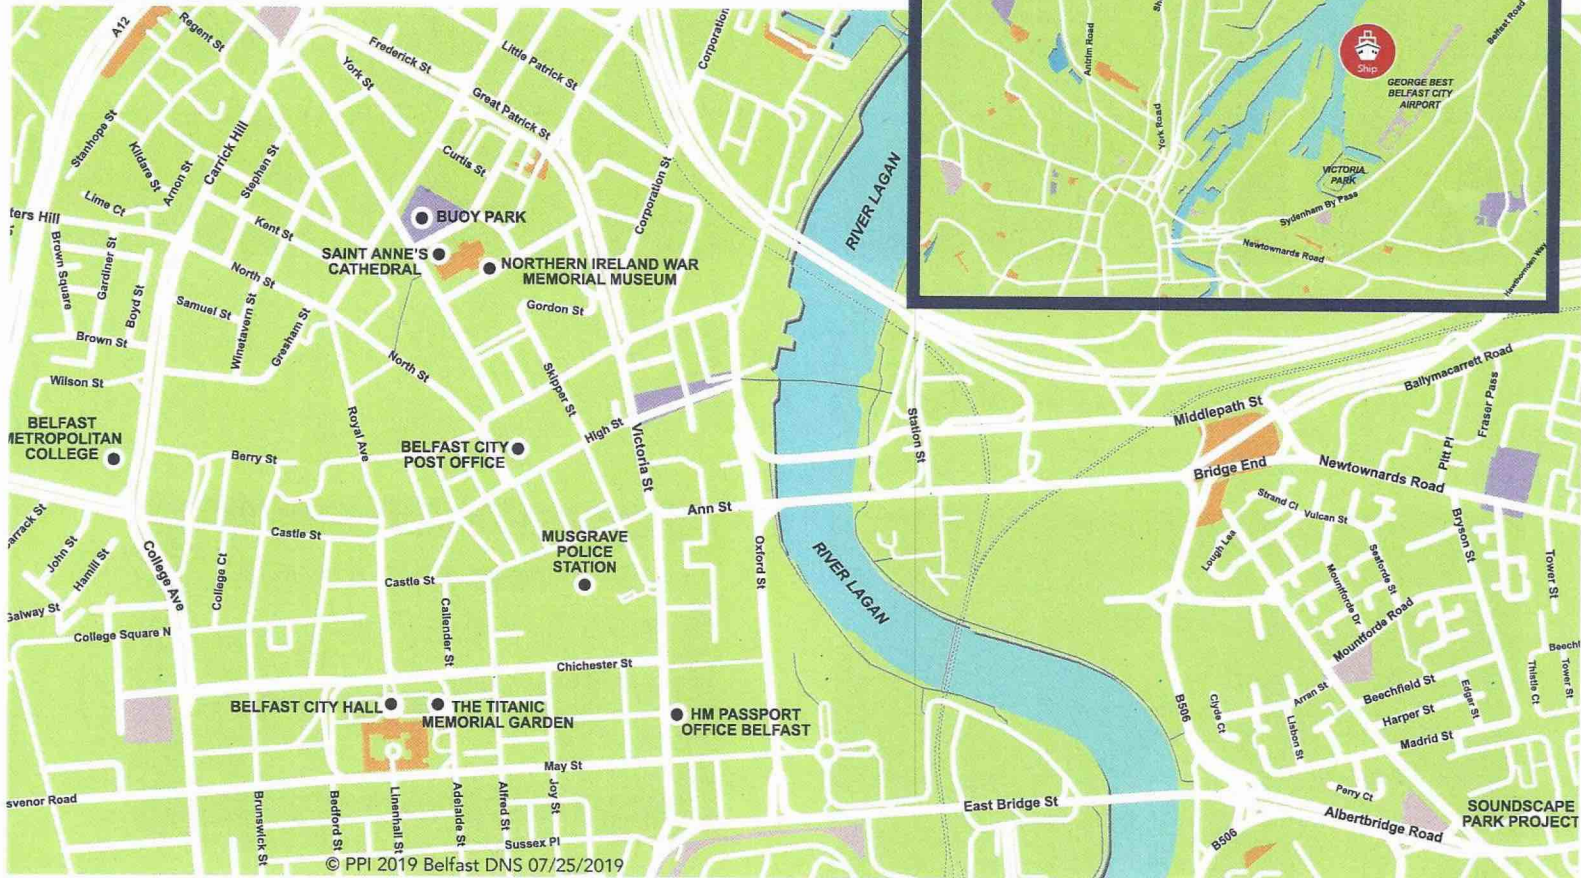 A12
Regent St
Frederick St
Little Patrick St
Corporation
York St
Great Patrick St
Stanhope St
Kildare St
Arnon St
Carrick Hill
Stephen St
Curtis St
Corporation St
Lime Ct
ters Hill
Kent St
BUOY PARK
SAINT ANNE'S
CATHEDRAL
NORTHERN IRELAND WAR
MEMORIAL MUSEUM
Brown Square
Gardiner St
Boyd St
North St
Samuel St
Winetavern St
Gresham St
Gordon St
Brown St
Wilson St
North St
Skipper St
Royal Ave
High St
Victoria St
BELFAST
METROPOLITAN
COLLEGE
Berry St
BELFAST CITY
POST OFFICE
Ann St
Castle St
MUSGRAVE
POLICE
STATION
Oxford St
Carrack St
John St
Hamill St
College Ave
College Ct
Castle St
Callender St
Galway St
College Square N
Chichester St
BELFAST CITY HALL
THE TITANIC
MEMORIAL GARDEN
HM PASSPORT
OFFICE BELFAST
May St
svenor Road
Brunswick St
Bedford St
Linenhall St
Adelaide St
Alfred St
Joy St
Sussex Pl
© PPI 2019 Belfast DNS 07/25/2019
RIVER LAGAN
RIVER LAGAN
Station St
East Bridge St
Middlepath St
Bridge End
Ballymacarrett Road
Fraser Pass
Pitt Pl
Newtownards Road
Strand Cl
Vulcan St
Lough Lea
Seaforde St
Mountforde Dr
Mountforde Road
Bryson St
Tower St
Beech
Thistle Ct
Tower St
B506
Clyde Ct
Arran St
Lisbon St
Beechfield St
Harper St
Edgar St
Madrid St
Perry Ct
Albertbridge Road
B506
SOUNDSCAPE
PARK PROJECT
Antrim Road
Sh
York Road
Ship
GEORGE BEST
BELFAST CITY
AIRPORT
Belfast Road
VICTORIA
PARK
Sydenham By Pass
Newtownards Road
Hawthornden Way